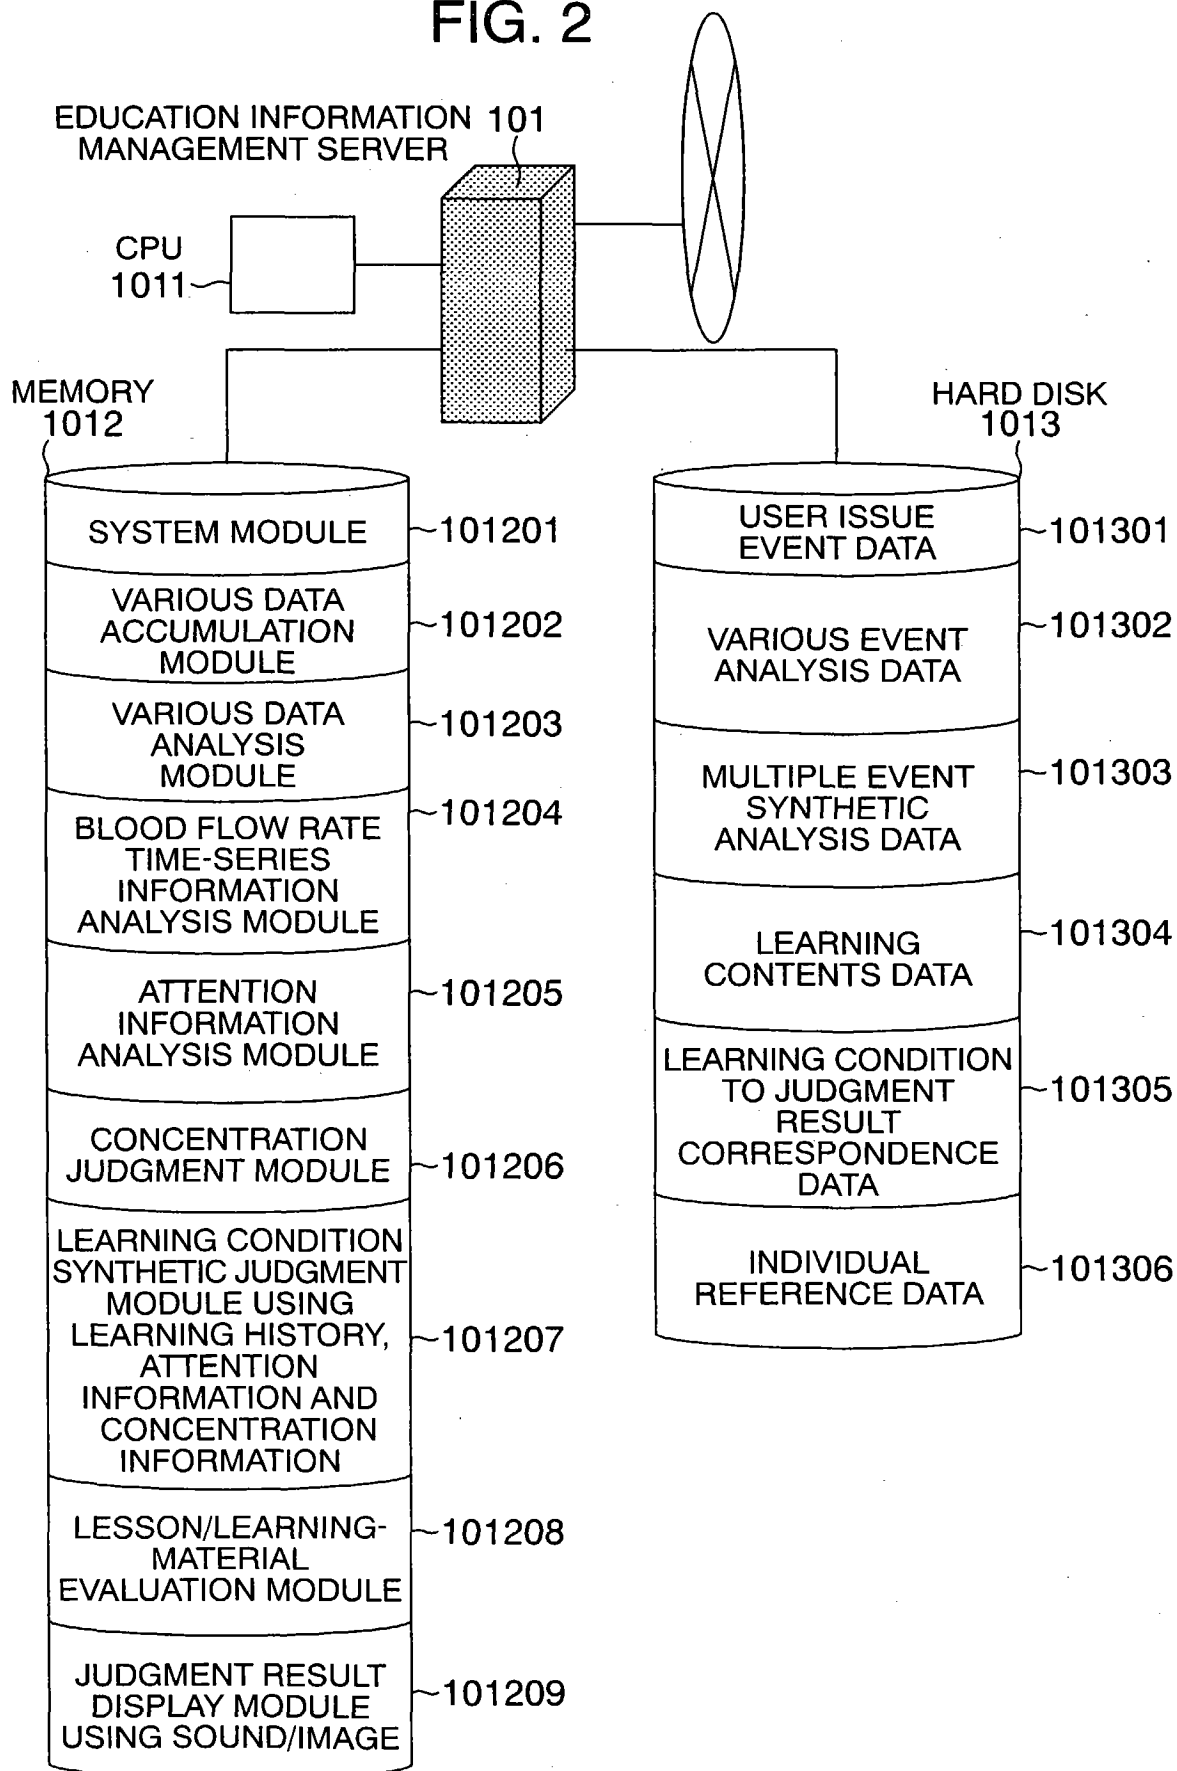 FIG. 2
EDUCATION INFORMATION
MANAGEMENT SERVER
101
CPU
1011
MEMORY
1012
HARD DISK
1013
SYSTEM MODULE
101201
VARIOUS DATA
ACCUMULATION
MODULE
101202
VARIOUS DATA
ANALYSIS
MODULE
101203
BLOOD FLOW RATE
TIME-SERIES
INFORMATION
ANALYSIS MODULE
101204
ATTENTION
INFORMATION
ANALYSIS MODULE
101205
CONCENTRATION
JUDGMENT MODULE
101206
LEARNING CONDITION
SYNTHETIC JUDGMENT
MODULE USING
LEARNING HISTORY,
ATTENTION
INFORMATION AND
CONCENTRATION
INFORMATION
101207
LESSON/LEARNING-
MATERIAL
EVALUATION MODULE
101208
JUDGMENT RESULT
DISPLAY MODULE
USING SOUND/IMAGE
101209
USER ISSUE
EVENT DATA
101301
VARIOUS EVENT
ANALYSIS DATA
101302
MULTIPLE EVENT
SYNTHETIC
ANALYSIS DATA
101303
LEARNING
CONTENTS DATA
101304
LEARNING CONDITION
TO JUDGMENT
RESULT
CORRESPONDENCE
DATA
101305
INDIVIDUAL
REFERENCE DATA
101306